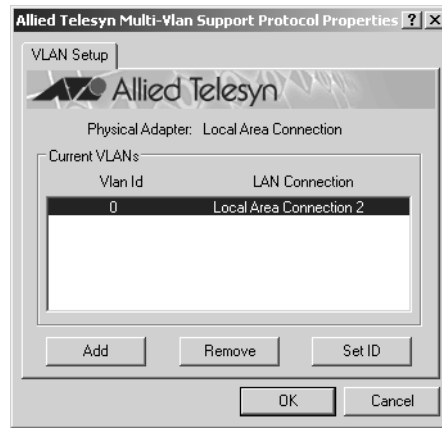 Allied Telesyn Multi-Vlan Support Protocol Properties ? X
VLAN Setup
Allied Telesyn
Physical Adapter: Local Area Connection
Current VLANs
Vlan Id LAN Connection
0 Local Area Connection 2
Add Remove Set ID
OK Cancel